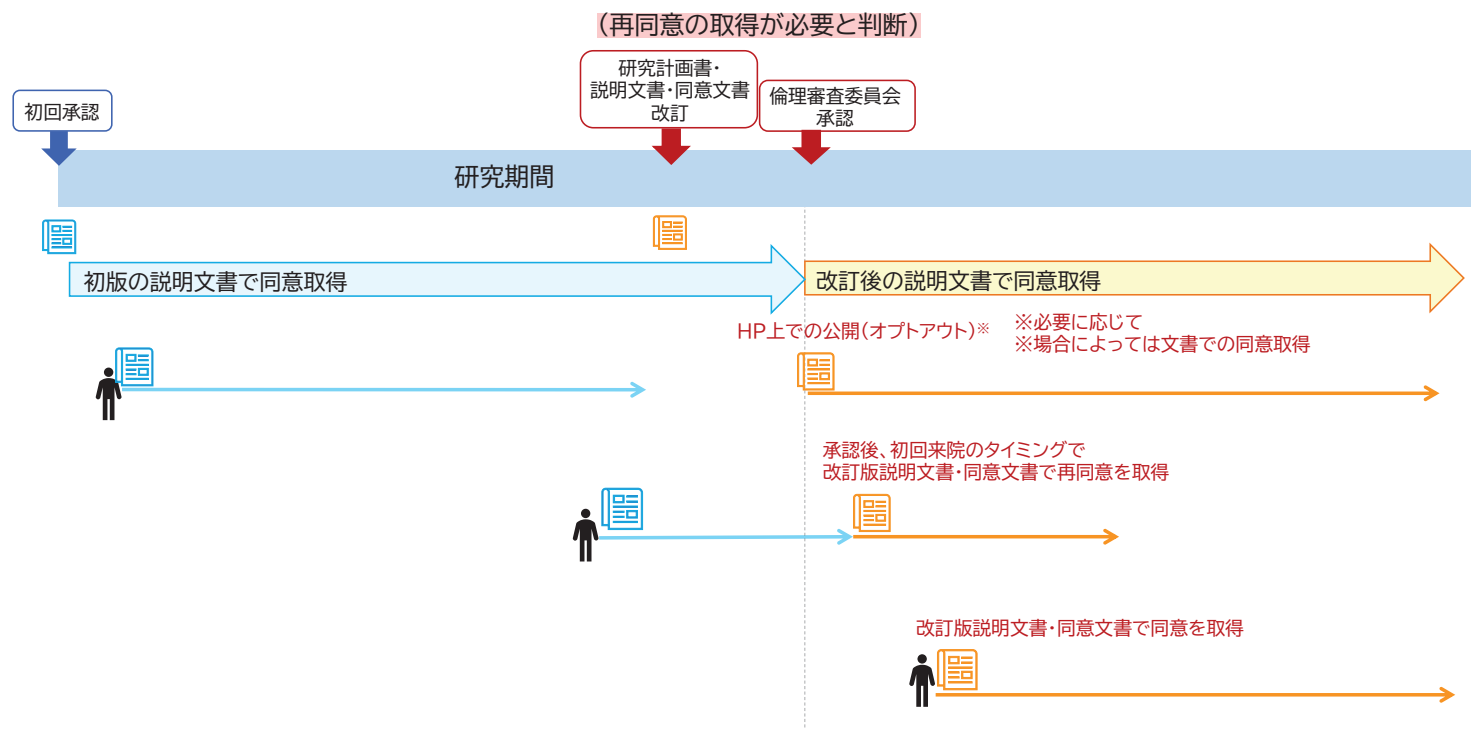 (再同意の取得が必要と判断)
初回承認
研究計画書・
説明文書・同意文書
改訂
倫理審査委員会
承認
研究期間
初版の説明文書で同意取得
改訂後の説明文書で同意取得
HP上での公開(オプトアウト)※
※必要に応じて
※場合によっては文書での同意取得
承認後、初回来院のタイミングで
改訂版説明文書・同意文書で再同意を取得
改訂版説明文書・同意文書で同意を取得